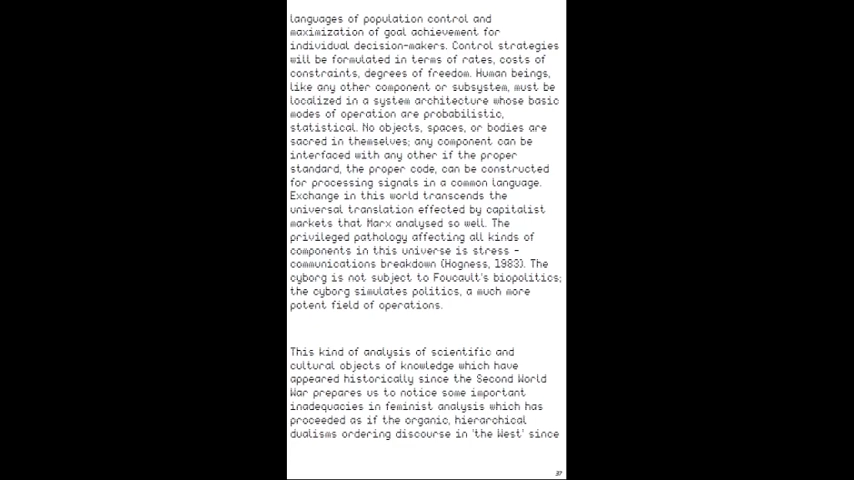 languages of population control and
maximization of goal achievement for
individual decision-makers. Control strategies
will be formulated in terms of rates, costs of
constraints, degrees of freedom. Human beings,
like any other component or subsystem, must be
localized in a system architecture whose basic
modes of operation are probabilistic,
statistical. No objects, spaces, or bodies are
sacred in themselves; any component can be
interfaced with any other if the proper
standard, the proper code, can be constructed
for processing signals in a common language.
Exchange in this world transcends the
universal translation effected by capitalist
markets that Marx analysed so well. The
privileged pathology affecting all kinds of
components in this universe is stress -
communications breakdown (Hogness, 1983). The
cyborg is not subject to Foucault's biopolitics;
the cyborg simulates politics, a much more
potent field of operations.
This kind of analysis of scientific and
cultural objects of knowledge which have
appeared historically since the Second World
War prepares us to notice some important
inadequacies in feminist analysis which has
proceeded as if the organic, hierarchical
dualisms ordering discourse in 'the West' since
37